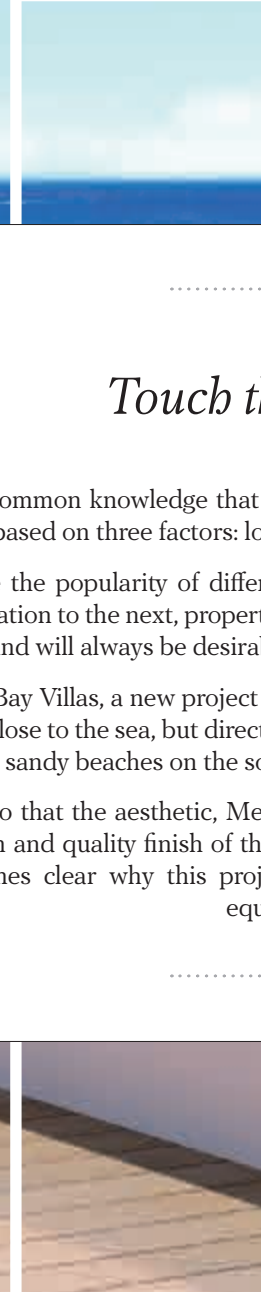 Touch th
ommon knowledge that
based on three factors: lo
the popularity of differ
ation to the next, propert
nd will always be desirab
Bay Villas, a new project
lose to the sea, but direct
sandy beaches on the so
o that the aesthetic, Me
n and quality finish of th
nes clear why this proj
equ